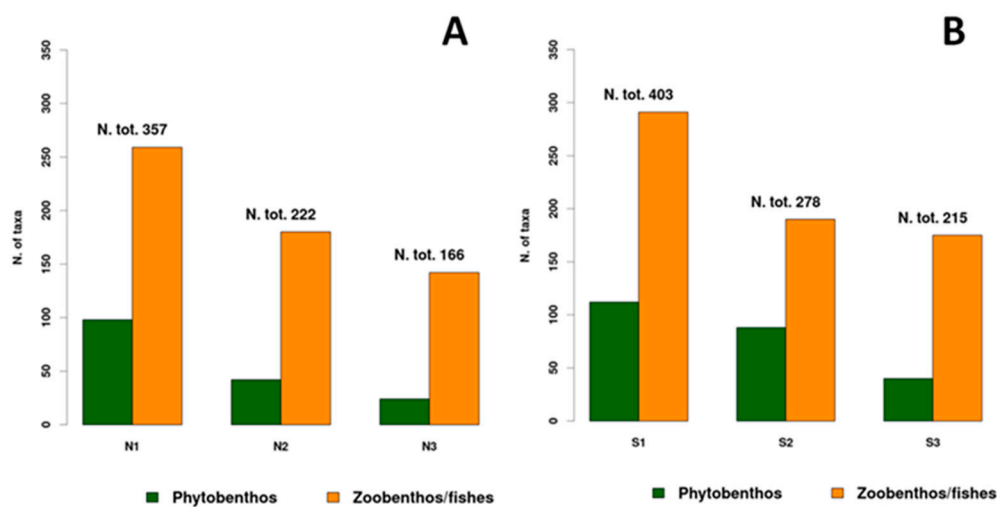 A
350
300
250
200
150
100
50
0
N. of taxa
N. tot. 357
N. tot. 222
N. tot. 166
N1 N2 N3
Phytobenthos Zoobenthos/fishes
B
350
300
250
200
150
100
50
0
N. of taxa
N. tot. 403
N. tot. 278
N. tot. 215
S1 S2 S3
Phytobenthos Zoobenthos/fishes